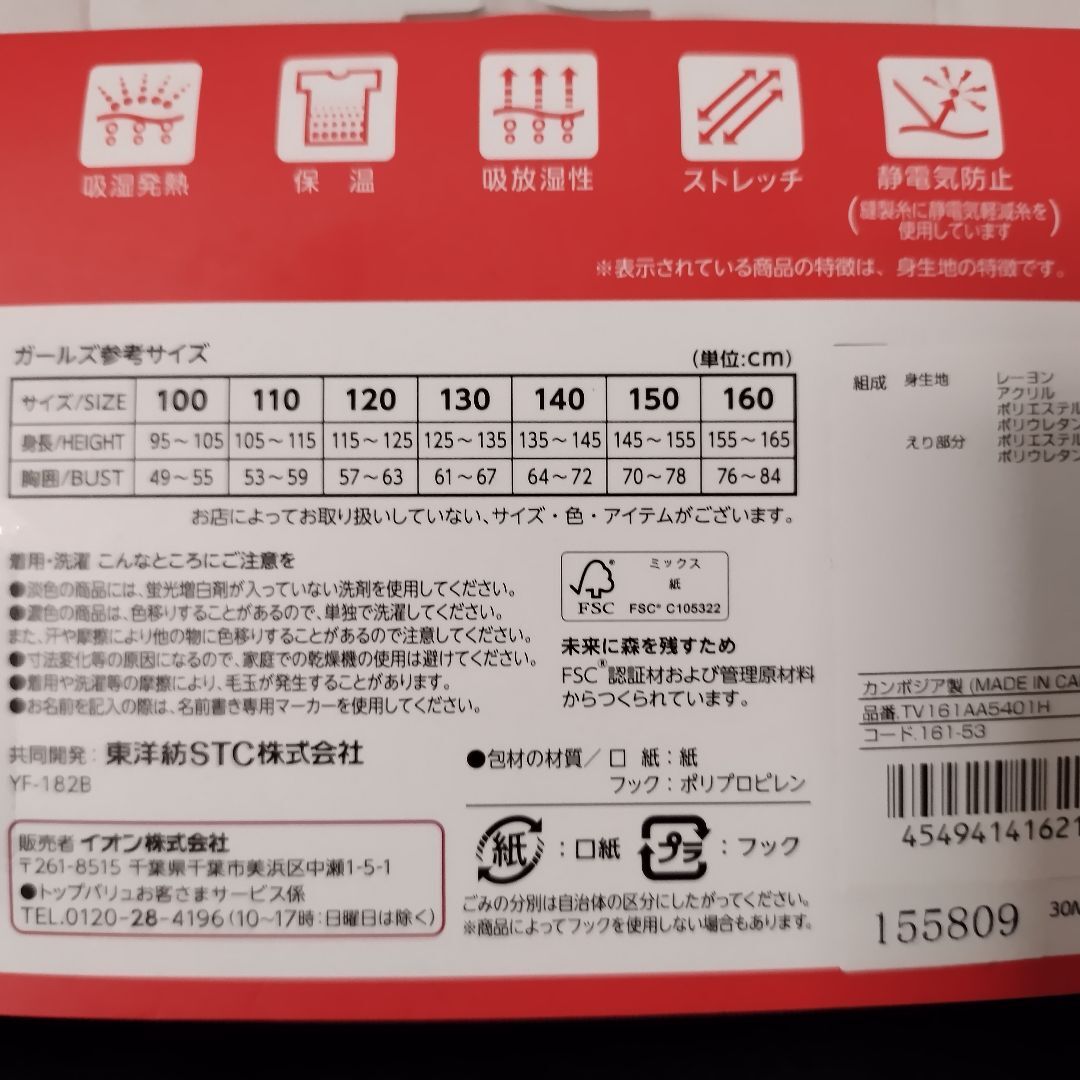 吸湿発熱
保 温
吸放湿性
ストレッチ
静電気防止
(縫製糸に静電気軽減糸を
使用しています)
※表示されている商品の特徴は、身生地の特徴です。
ガールズ参考サイズ (単位:cm)
サイズ/SIZE 100 110 120 130 140 150 160
身長/HEIGHT 95～105 105～115 115～125 125～135 135～145 145～155 155～165
胸囲/BUST 49～55 53～59 57～63 61～67 64～72 70～78 76～84
お店によってお取り扱いしていない、サイズ・色・アイテムがございます。
着用・洗濯 こんなところにご注意を
●淡色の商品には、蛍光増白剤が入っていない洗剤を使用してください。
●濃色の商品は、色移りすることがあるので、単独で洗濯してください。
また、汗や摩擦により他の物に色移りすることがあるので注意してください。
●寸法変化等の原因になるので、家庭での乾燥機の使用は避けてください。
●着用や洗濯等の摩擦により、毛玉が発生することがあります。
●お名前を記入の際は、名前書き専用マーカーを使用してください。
共同開発：東洋紡STC株式会社
YF-182B
販売者 イオン株式会社
〒261-8515 千葉県千葉市美浜区中瀬1-5-1
●トップバリュお客さまサービス係
TEL.0120-28-4196(10～17時：日曜日は除く)
FSC
ミックス
紙
FSC® C105322
未来に森を残すため
FSC®認証材および管理原材料
からつくられています。
●包材の材質／口 紙：紙
フック：ポリプロピレン
紙：口紙 プラ：フック
ごみの分別は自治体の区分にしたがってください。
※商品によってフックを使用しない場合もあります。
組成 身生地 レーヨン
アクリル
ポリエステル
ポリウレタン
えり部分 ポリエステル
ポリウレタン
カンボジア製 (MADE IN CA
品番.TV161AA5401H
コード.161-53
45494141621
155809